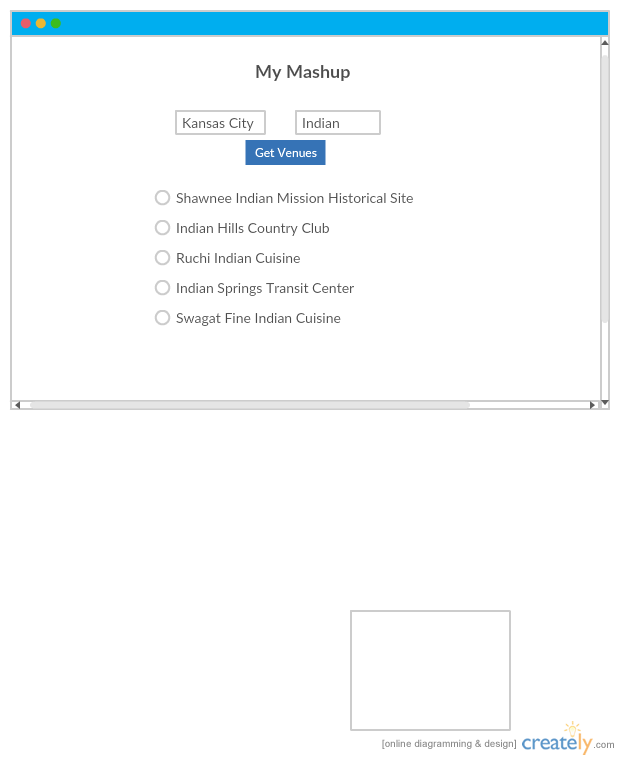 My Mashup
Kansas City Indian
Get Venues
Shawnee Indian Mission Historical Site
Indian Hills Country Club
Ruchi Indian Cuisine
Indian Springs Transit Center
Swagat Fine Indian Cuisine
[online diagramming & design] creately.com